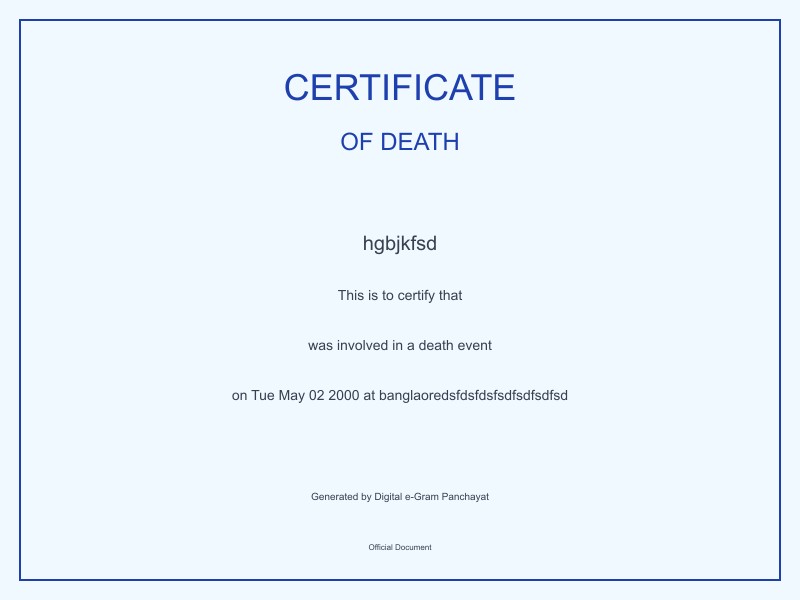 CERTIFICATE
OF DEATH
hgbjkfsd
This is to certify that
was involved in a death event
on Tue May 02 2000 at banglaoredsfdsfdsfsdfsdfsdfsd
Generated by Digital e-Gram Panchayat
Official Document